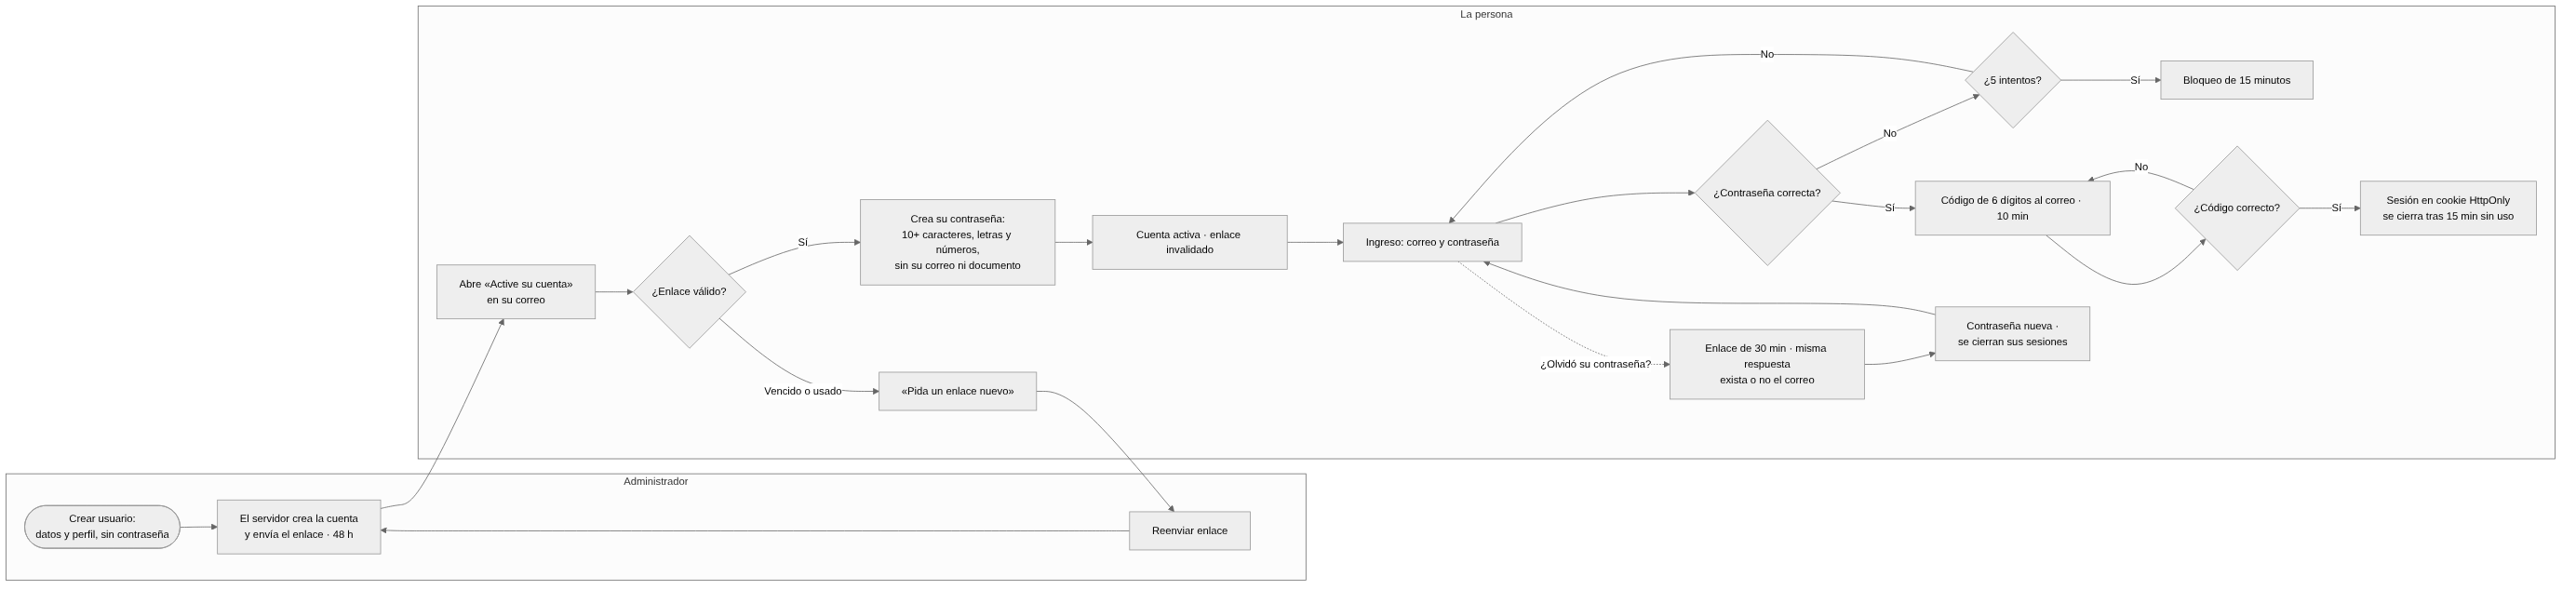 La persona
No
¿5 intentos?
Sí
Bloqueo de 15 minutos
No
¿Contraseña correcta?
Sí
Código de 6 dígitos al correo ·
10 min
No
¿Código correcto?
Sí
Sesión en cookie HttpOnly
se cierra tras 15 min sin uso
Abre «Active su cuenta»
en su correo
¿Enlace válido?
Sí
Crea su contraseña:
10+ caracteres, letras y
números,
sin su correo ni documento
Cuenta activa · enlace
invalidado
Ingreso: correo y contraseña
¿Olvidó su contraseña?
Enlace de 30 min · misma
respuesta
exista o no el correo
Contraseña nueva ·
se cierran sus sesiones
Vencido o usado
«Pida un enlace nuevo»
Administrador
Crear usuario:
datos y perfil, sin contraseña
El servidor crea la cuenta
y envía el enlace · 48 h
Reenviar enlace